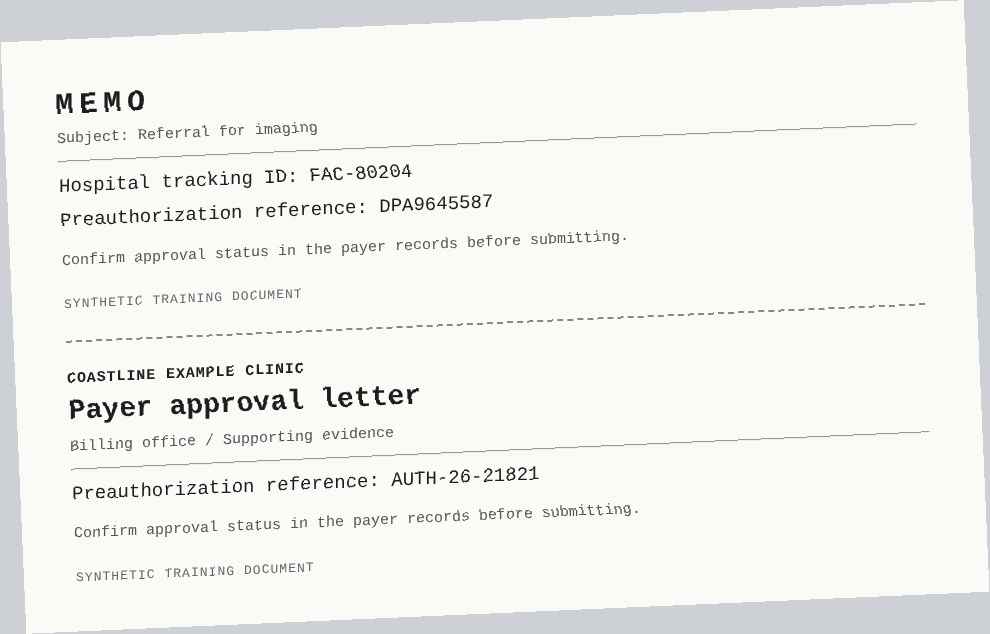 MEMO
Subject: Referral for imaging
Hospital tracking ID: FAC-80204
Preauthorization reference: DPA9645587
Confirm approval status in the payer records before submitting.
SYNTHETIC TRAINING DOCUMENT
COASTLINE EXAMPLE CLINIC
Payer approval letter
Billing office / Supporting evidence
Preauthorization reference: AUTH-26-21821
Confirm approval status in the payer records before submitting.
SYNTHETIC TRAINING DOCUMENT